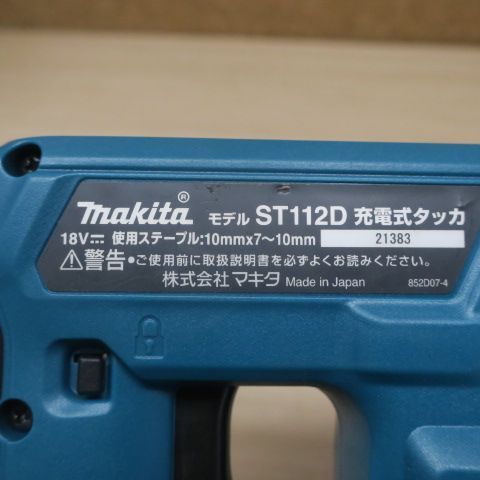 makita® モデル ST112D 充電式タッカ
18V⎓ 使用ステープル:10mmx7〜10mm 21383
⚠警告•ご使用前に取扱説明書を必ずよくお読みください。
株式会社マキタ Made in Japan 852D07-4